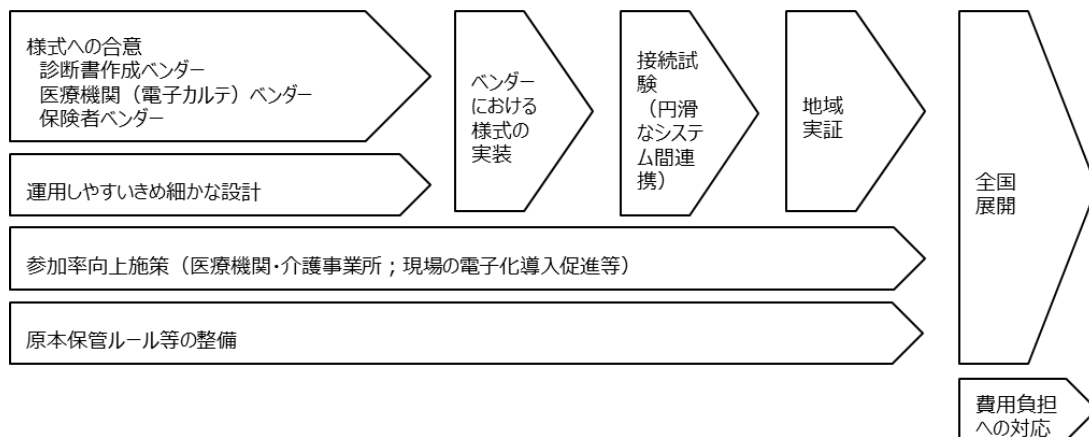 様式への合意
診断書作成ベンダー
医療機関（電子カルテ）ベンダー
保険者ベンダー
運用しやすいきめ細かな設計
ベンダー
における
様式の
実装
接続試
験
（円滑
なシステ
ム間連
携）
地域
実証
参加率向上施策（医療機関・介護事業所；現場の電子化導入促進等）
原本保管ルール等の整備
全国
展開
費用負担
への対応